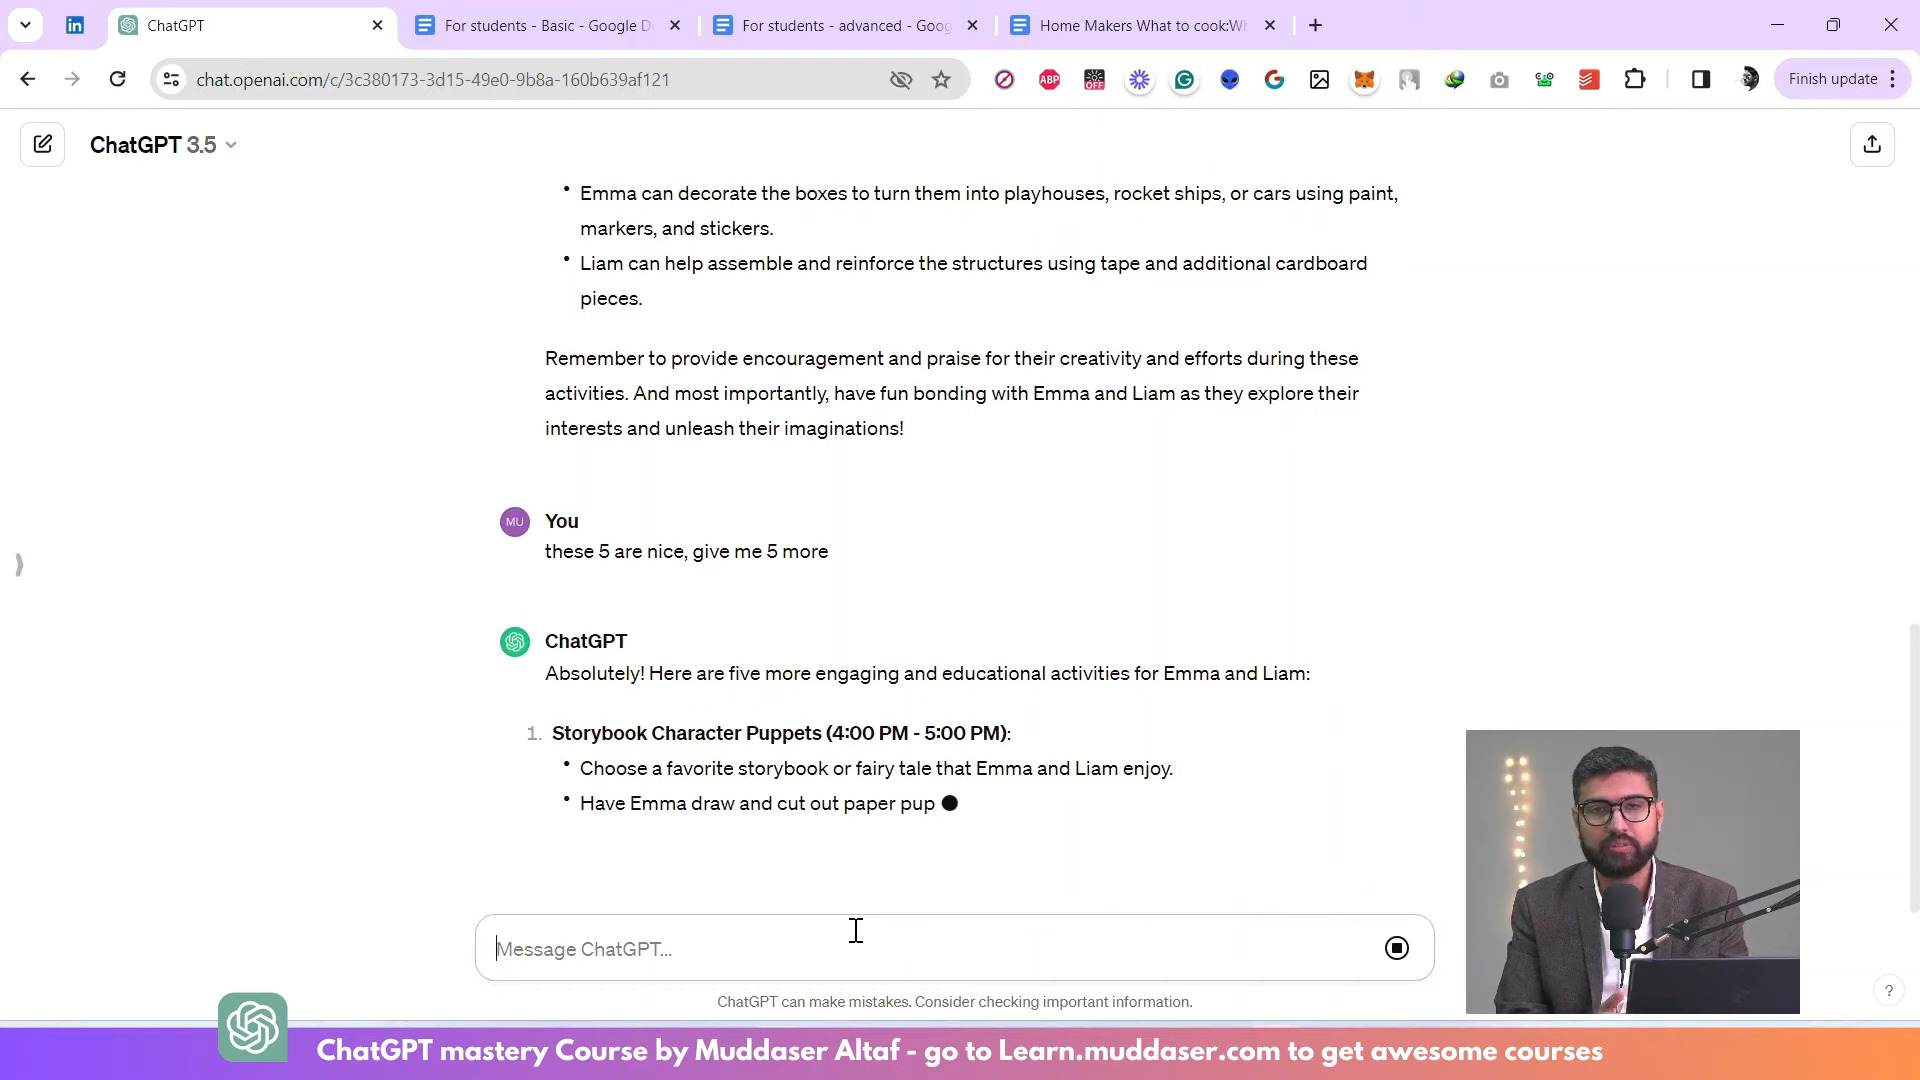 ChatGPT
For students - Basic - Google D
For students - advanced - Goog
Home Makers What to cook:Wh
chat.openai.com/c/3c380173-3d15-49e0-9b8a-160b639af121
ABP
OFF
Finish update
ChatGPT 3.5
• Emma can decorate the boxes to turn them into playhouses, rocket ships, or cars using paint,
markers, and stickers.
• Liam can help assemble and reinforce the structures using tape and additional cardboard
pieces.
Remember to provide encouragement and praise for their creativity and efforts during these
activities. And most importantly, have fun bonding with Emma and Liam as they explore their
interests and unleash their imaginations!
MU
You
these 5 are nice, give me 5 more
ChatGPT
Absolutely! Here are five more engaging and educational activities for Emma and Liam:
1. Storybook Character Puppets (4:00 PM - 5:00 PM):
• Choose a favorite storybook or fairy tale that Emma and Liam enjoy.
• Have Emma draw and cut out paper pup
Message ChatGPT...
ChatGPT can make mistakes. Consider checking important information.
?
ChatGPT mastery Course by Muddaser Altaf - go to Learn.muddaser.com to get awesome courses